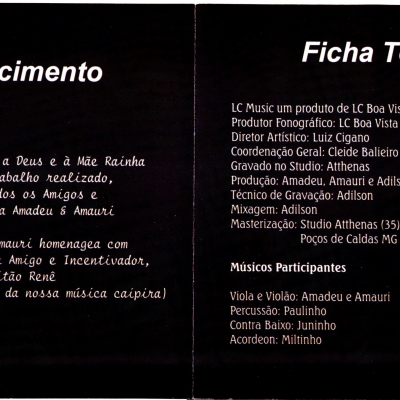 cimento
a Deus e à Mãe Rainha
abalho realizado,
dos os Amigos e
a Amadeu & Amauri
mauri homenagea com
Amigo e Incentivador,
itão Renê
da nossa música caipira)
Ficha T
LC Music um produto de LC Boa Vis
Produtor Fonográfico: LC Boa Vista
Diretor Artístico: Luiz Cigano
Coordenação Geral: Cleide Balieiro
Gravado no Studio: Atthenas
Produção: Amadeu, Amauri e Adils
Técnico de Gravação: Adilson
Mixagem: Adilson
Masterização: Studio Atthenas (35)
Poços de Caldas MG
Músicos Participantes
Viola e Violão: Amadeu e Amauri
Percussão: Paulinho
Contra Baixo: Juninho
Acordeon: Miltinho